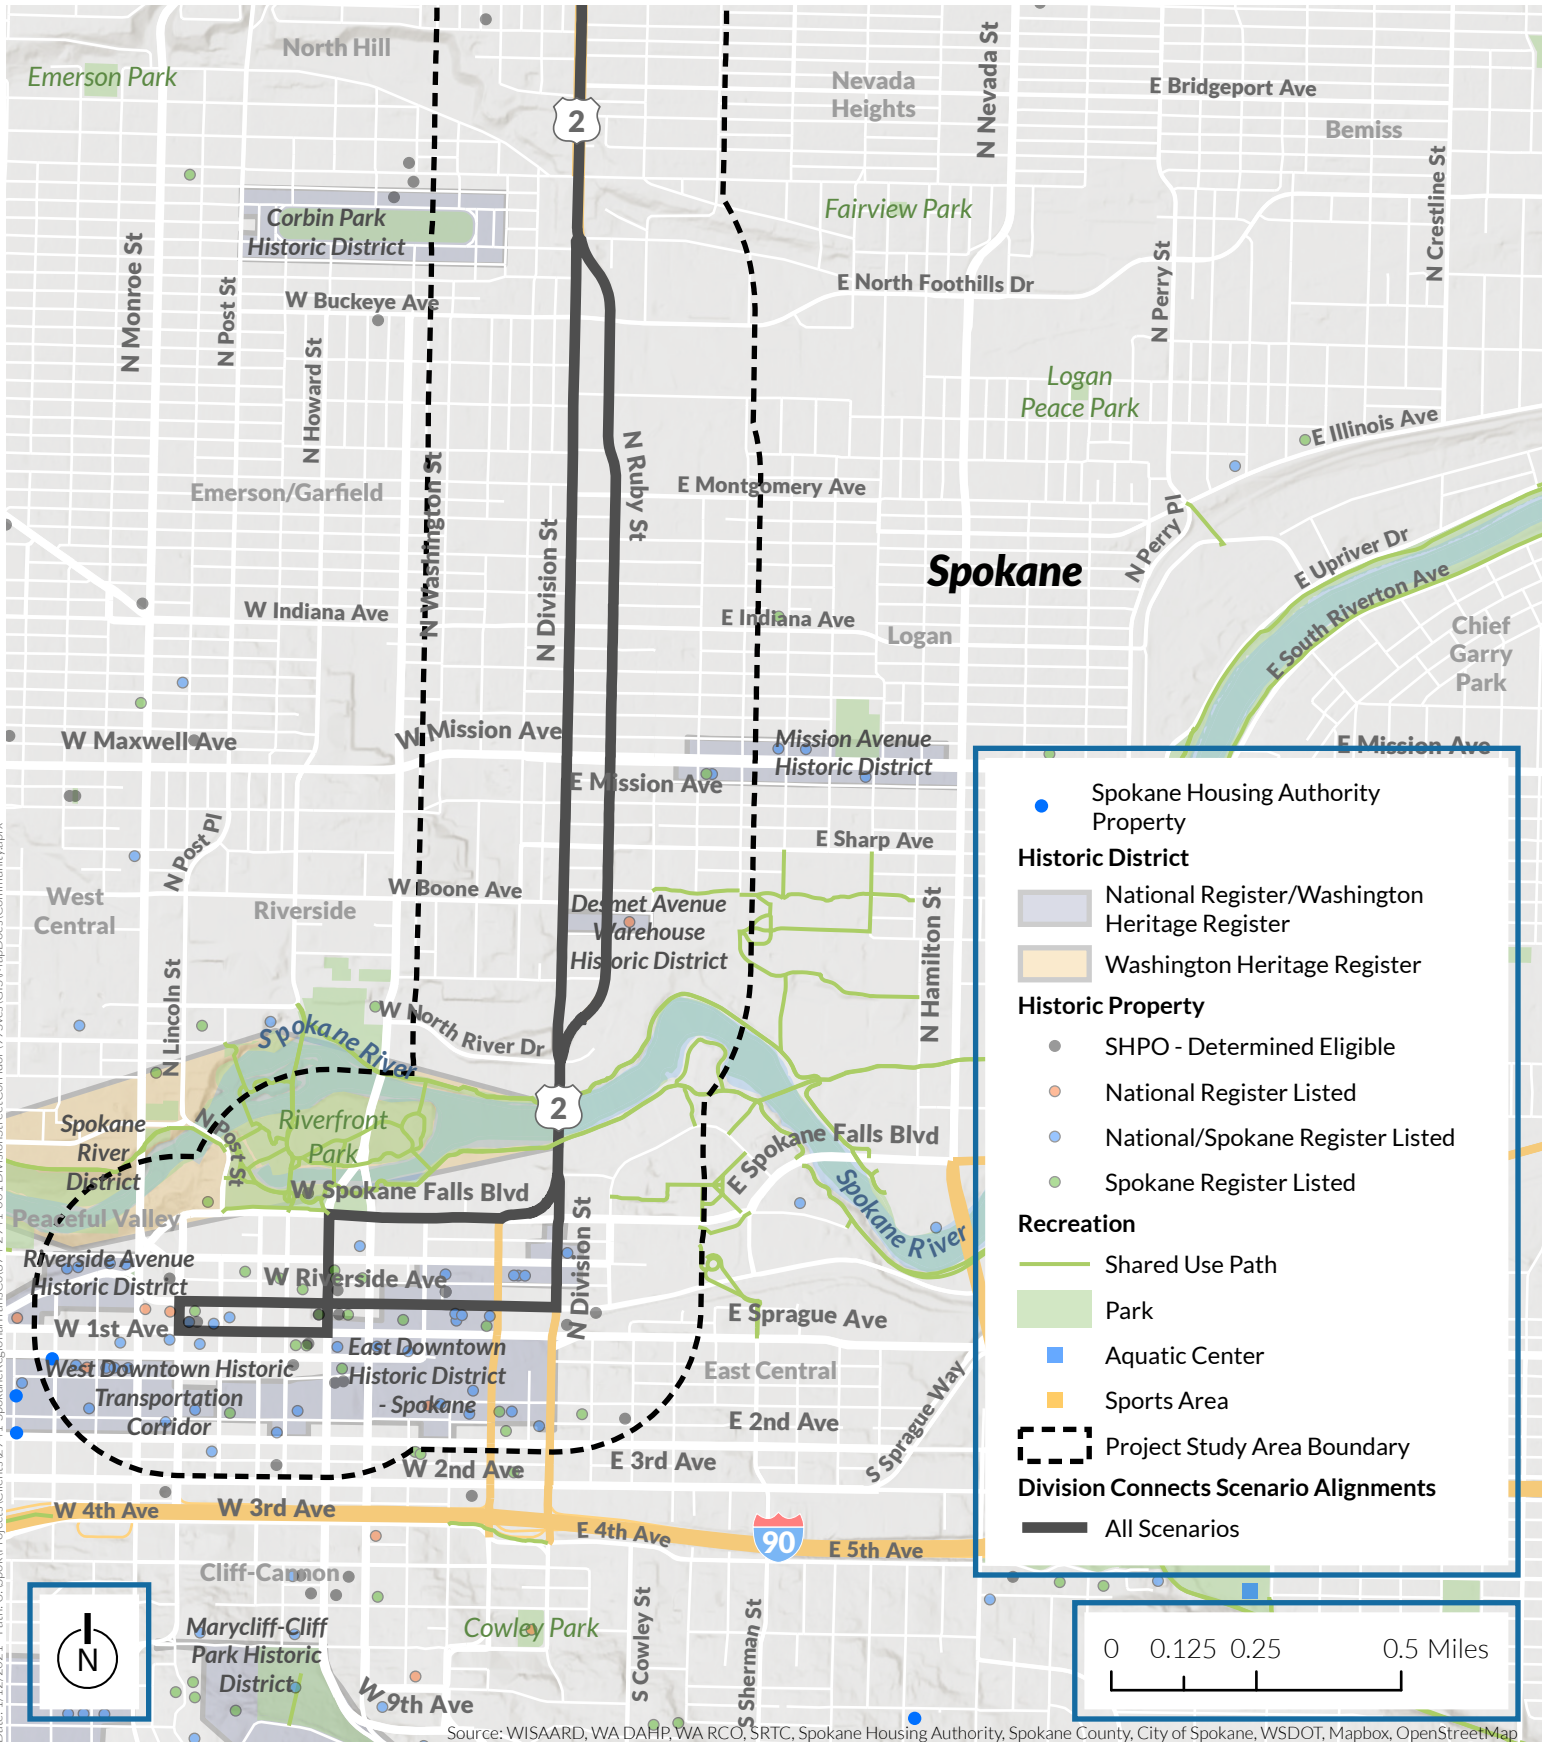 North Hill
Emerson Park
Nevada
Heights
N Nevada St
E Bridgeport Ave
Bemiss
2
N Crestline St
Corbin Park
Historic District
Fairview Park
N Monroe St
N Post St
W Buckeye Ave
E North Foothills Dr
N Perry St
N Howard St
Logan
Peace Park
E Illinois Ave
N Ruby St
N Washington St
Emerson/Garfield
E Montgomery Ave
N Perry Pl
N Division St
Spokane
E Upriver Dr
E South Riverton Ave
W Indiana Ave
E Indiana Ave
Logan
Chief
Garry
Park
W Maxwell Ave
W Mission Ave
Mission Avenue
Historic District
E Mission Ave
E Mission Ave
N Post Pl
E Sharp Ave
West
Central
Riverside
W Boone Ave
Desmet Avenue
Warehouse
Historic District
N Hamilton St
N Lincoln St
W North River Dr
Spokane River
2
Spokane
River
District
N Post St
Riverfront
Park
E Spokane Falls Blvd
W Spokane Falls Blvd
Spokane River
Peaceful Valley
N Division St
Riverside Avenue
Historic District
W Riverside Ave
W 1st Ave
E Sprague Ave
East Downtown
Historic District
- Spokane
West Downtown Historic
Transportation
Corridor
East Central
S Sprague Way
E 2nd Ave
W 2nd Ave
E 3rd Ave
W 4th Ave
W 3rd Ave
E 4th Ave
90
E 5th Ave
Cliff-Cannon
Marycliff-Cliff
Park Historic
District
Cowley Park
S Cowley St
S Sherman St
W 9th Ave
Spokane Housing Authority
Property
Historic District
National Register/Washington
Heritage Register
Washington Heritage Register
Historic Property
SHPO - Determined Eligible
National Register Listed
National/Spokane Register Listed
Spokane Register Listed
Recreation
Shared Use Path
Park
Aquatic Center
Sports Area
Project Study Area Boundary
Division Connects Scenario Alignments
All Scenarios
N
0 0.125 0.25 0.5 Miles
Source: WISAARD, WA DAHP, WA RCO, SRTC, Spokane Housing Authority, Spokane County, City of Spokane, WSDOT, Mapbox, OpenStreetMap